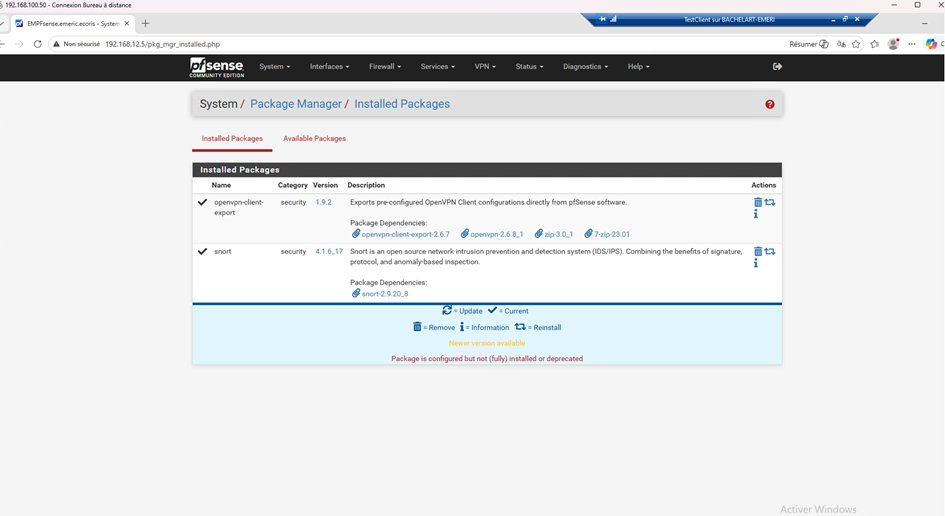 192.168.100.50 - Connexion Bureau à distance
TestClient sur BACHELART-EMERI
EMPfsense.emeric.ecoris - System
Non sécurisé 192.168.12.5/pkg_mgr_installed.php
Résumer
pfsense
COMMUNITY EDITION
System Interfaces Firewall Services VPN Status Diagnostics Help
System / Package Manager / Installed Packages
Installed Packages Available Packages
Installed Packages
Name Category Version Description Actions
openvpn-client-export security 1.9.2 Exports pre-configured OpenVPN Client configurations directly from pfSense software.
Package Dependencies:
openvpn-client-export-2.6.7 openvpn-2.6.8_1 zip-3.0_1 7-zip-23.01
snort security 4.1.6_17 Snort is an open source network intrusion prevention and detection system (IDS/IPS). Combining the benefits of signature,
protocol, and anomaly-based inspection.
Package Dependencies:
snort-2.9.20_8
= Update = Current
= Remove = Information = Reinstall
Newer version available
Package is configured but not (fully) installed or deprecated
Activer Windows